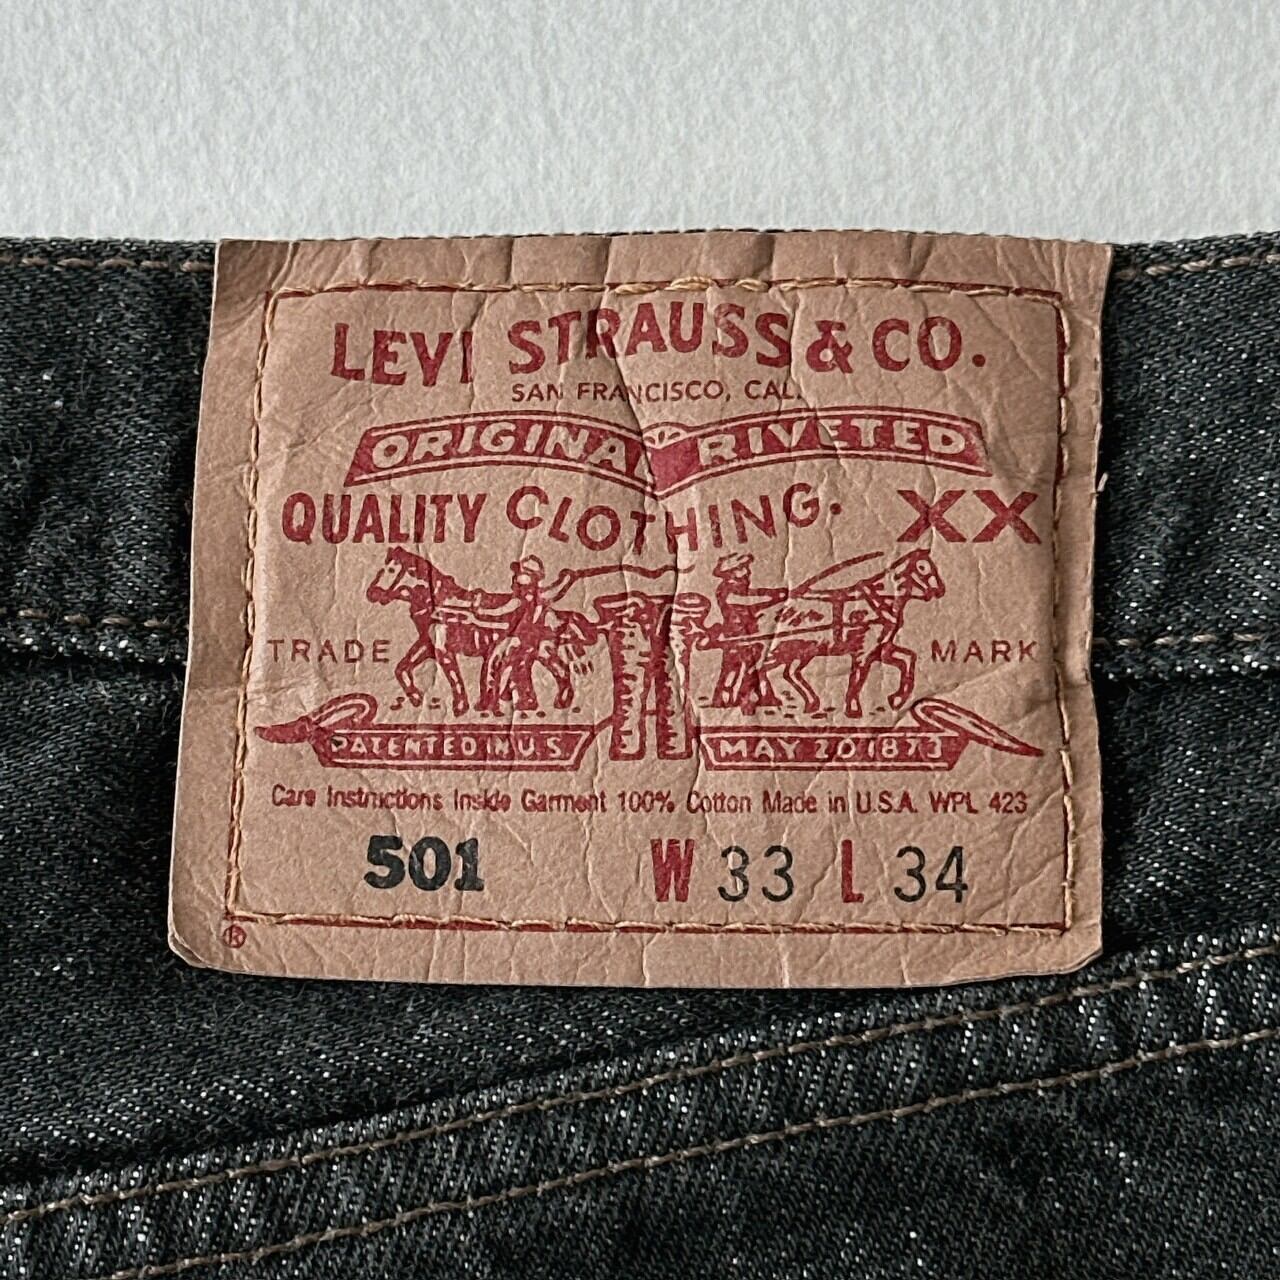 LEVI STRAUSS & CO.
SAN FRANCISCO, CAL.
ORIGINAL RIVETED
QUALITY CLOTHING. XX
TRADE MARK
PATENTED IN U.S. MAY 20 1873
Care Instructions Inside Garment 100% Cotton Made in U.S.A. WPL 423
501 W 33 L 34
®